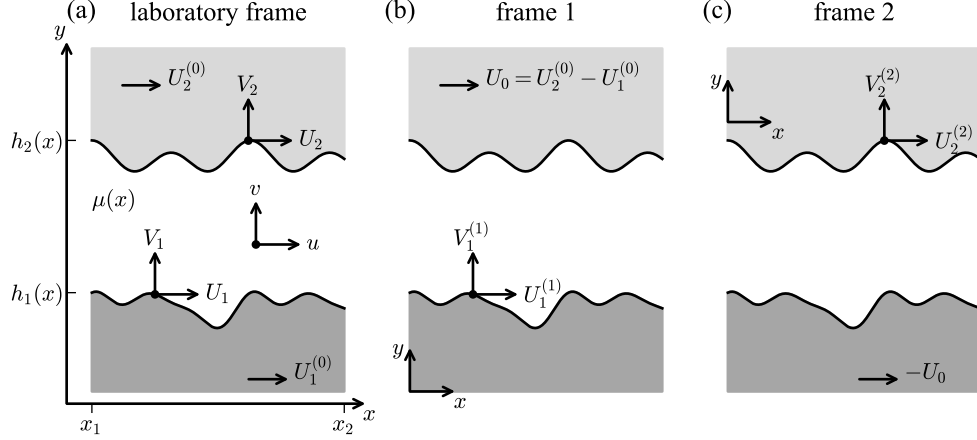 (a) laboratory frame
y
U_2^{(0)}
V_2
U_2
h_2(x)
μ(x)
v
u
V_1
U_1
h_1(x)
U_1^{(0)}
x_1
x_2
x
(b) frame 1
U_0 = U_2^{(0)} − U_1^{(0)}
V_1^{(1)}
U_1^{(1)}
y
x
(c) frame 2
y
x
V_2^{(2)}
U_2^{(2)}
−U_0